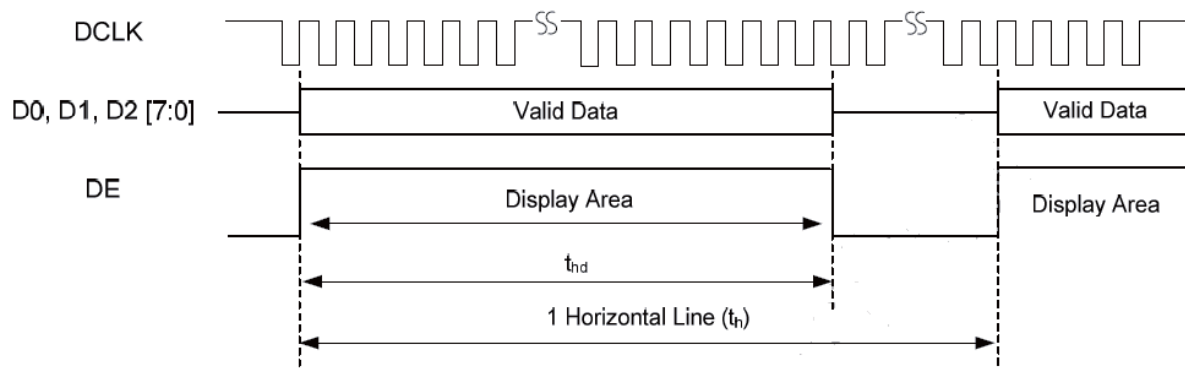 DCLK
D0, D1, D2 [7:0]
Valid Data
Valid Data
DE
Display Area
Display Area
thd
1 Horizontal Line (th)